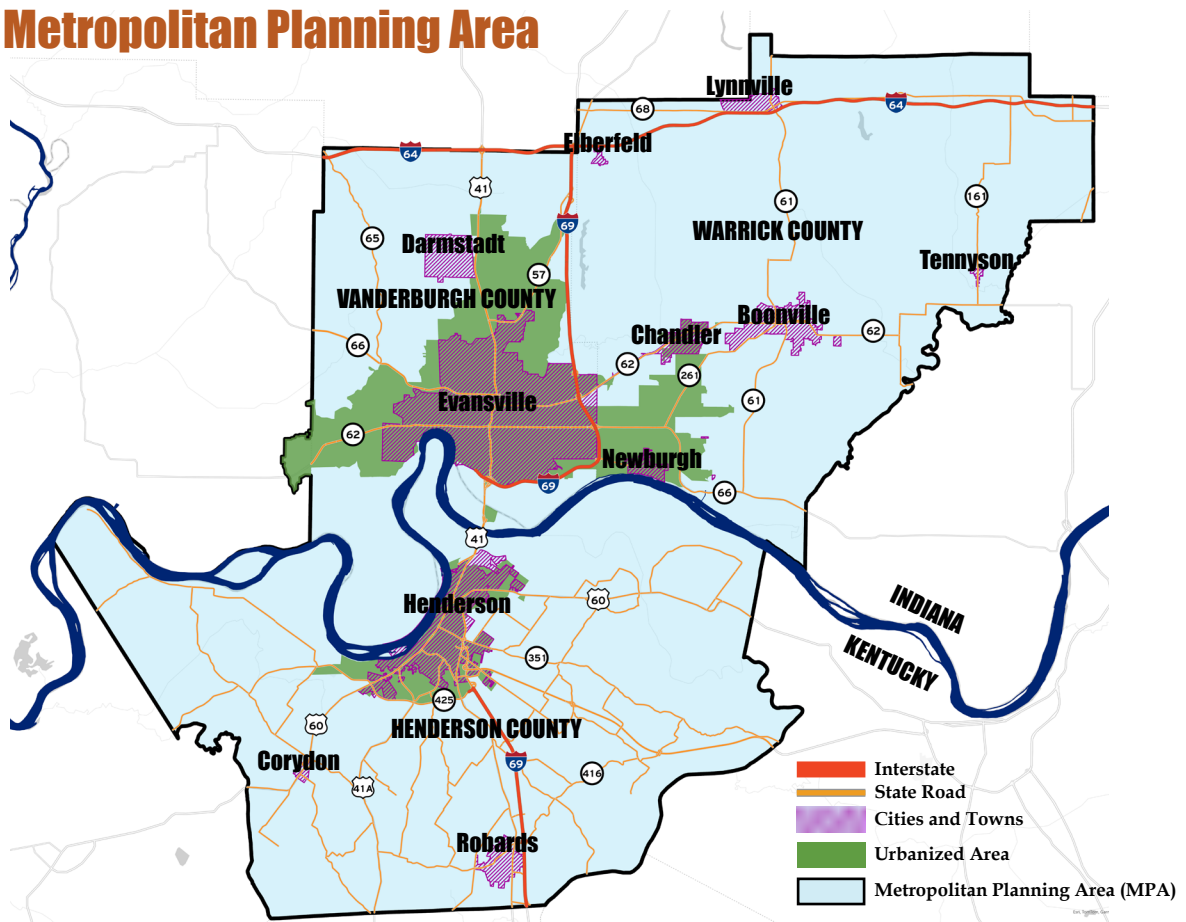 Metropolitan Planning Area
Lynnville
68
64
Elberfeld
64
41
61
161
69
65
WARRICK COUNTY
Darmstadt
Tennyson
57
VANDERBURGH COUNTY
Boonville
Chandler
62
66
62
261
Evansville
61
62
Newburgh
69
66
41
INDIANA
Henderson
60
KENTUCKY
351
425
60
HENDERSON COUNTY
Corydon
69
416
41A
Robards
Interstate
State Road
Cities and Towns
Urbanized Area
Metropolitan Planning Area (MPA)